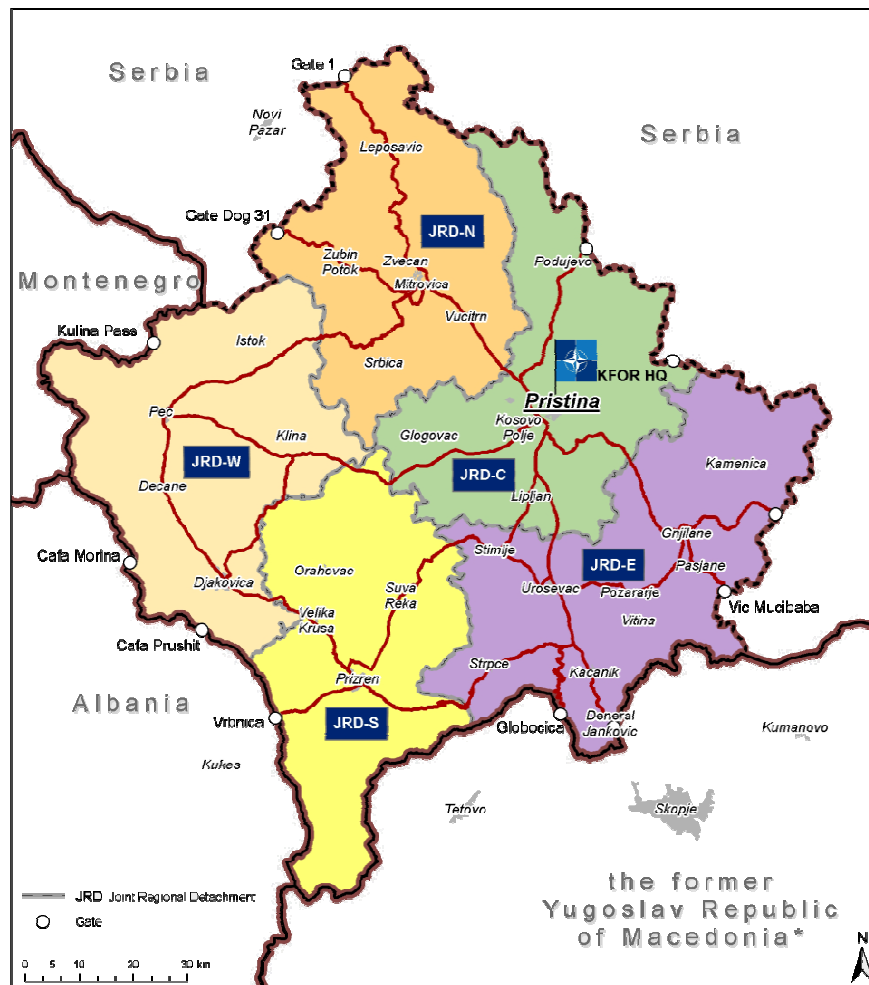 Gate 1
Serbia
Novi
Pazar
Serbia
Leposavic
Gate Dog 31
JRD-N
Zubin
Potok
Zvecan
Podujevo
Mitrovica
Montenegro
Vucitrn
Kulina Pass
Istok
Srbica
KFOR HQ
Pristina
Pec
Kosovo
Polje
Klina
Glogovac
Kamenica
JRD-W
JRD-C
Decane
Lipljan
Gnjilane
Stimlje
Cafa Morina
Orahovac
JRD-E
Pasjane
Djakovica
Suva
Reka
Urosevac
Pozaranje
Vic Mucibaba
Velika
Krusa
Vitina
Cafa Prushit
Strpce
Kacanik
Prizren
Albania
Vrbnica
JRD-S
Globocica
Deneral
Jankovic
Kumanovo
Kukes
Tetovo
Skopje
the former
Yugoslav Republic
of Macedonia*
JRD Joint Regional Detachment
Gate
N
0 5 10 20 30 km